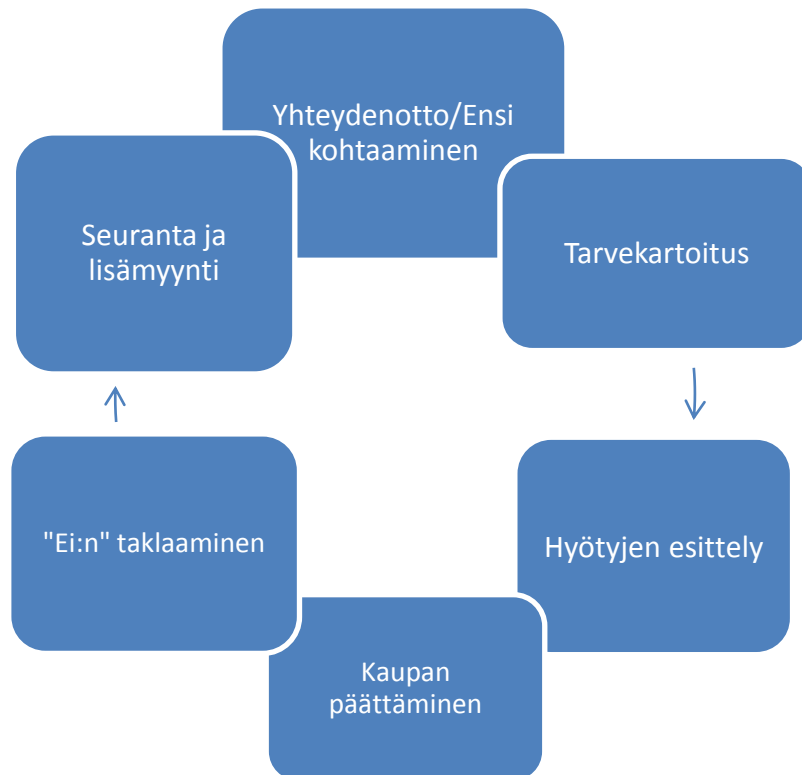 Yhteydenotto/Ensi
kohtaaminen
Tarvekartoitus
Hyötyjen esittely
Kaupan
päättäminen
"Ei:n" taklaaminen
Seuranta ja
lisämyynti